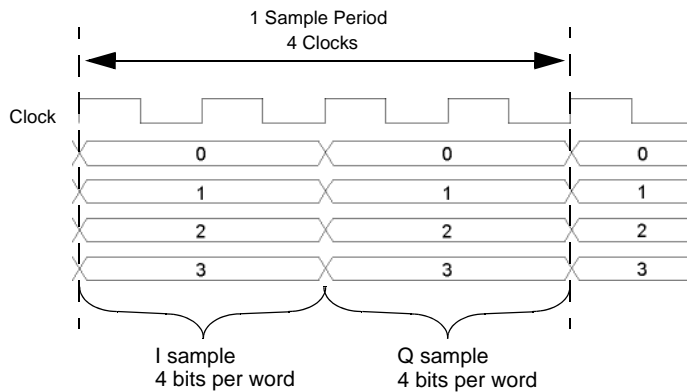 1 Sample Period
4 Clocks
Clock
0 0 0
1 1 1
2 2 2
3 3 3
I sample
4 bits per word
Q sample
4 bits per word